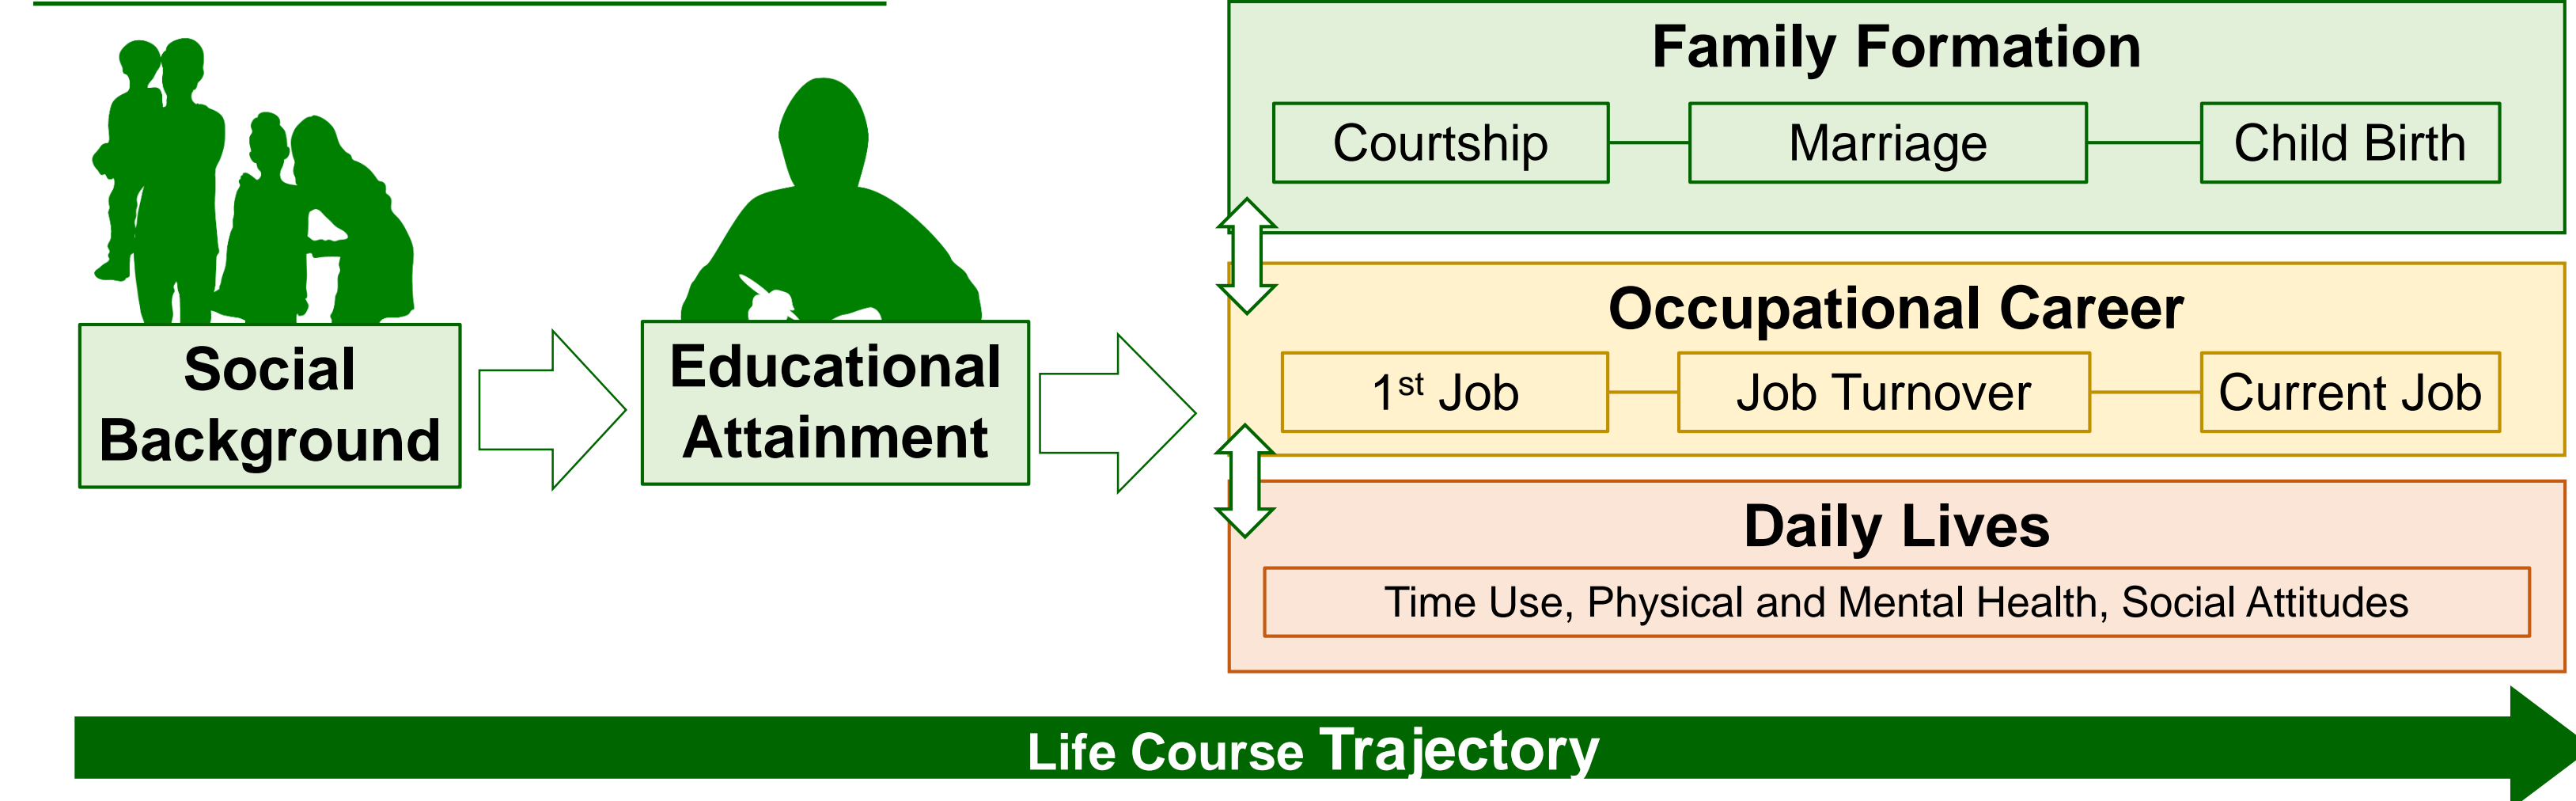 Social
Background
Educational
Attainment
Family Formation
Courtship
Marriage
Child Birth
Occupational Career
1st Job
Job Turnover
Current Job
Daily Lives
Time Use, Physical and Mental Health, Social Attitudes
Life Course Trajectory